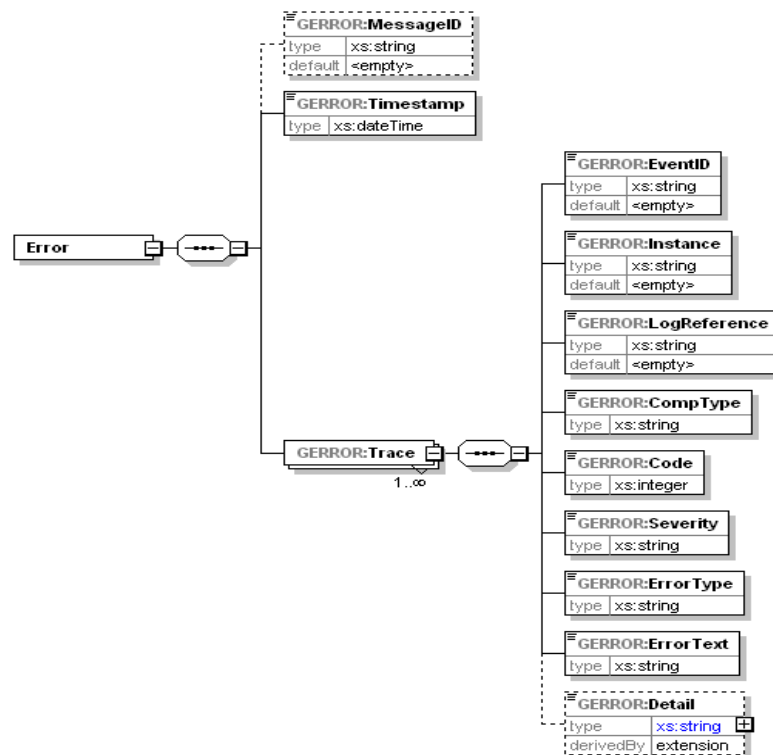 GERROR:MessageID
type xs:string
default <empty>
GERROR:Timestamp
type xs:dateTime
Error
GERROR:Trace
1..∞
GERROR:EventID
type xs:string
default <empty>
GERROR:Instance
type xs:string
default <empty>
GERROR:LogReference
type xs:string
default <empty>
GERROR:CompType
type xs:string
GERROR:Code
type xs:integer
GERROR:Severity
type xs:string
GERROR:ErrorType
type xs:string
GERROR:ErrorText
type xs:string
GERROR:Detail
type xs:string
derivedBy extension